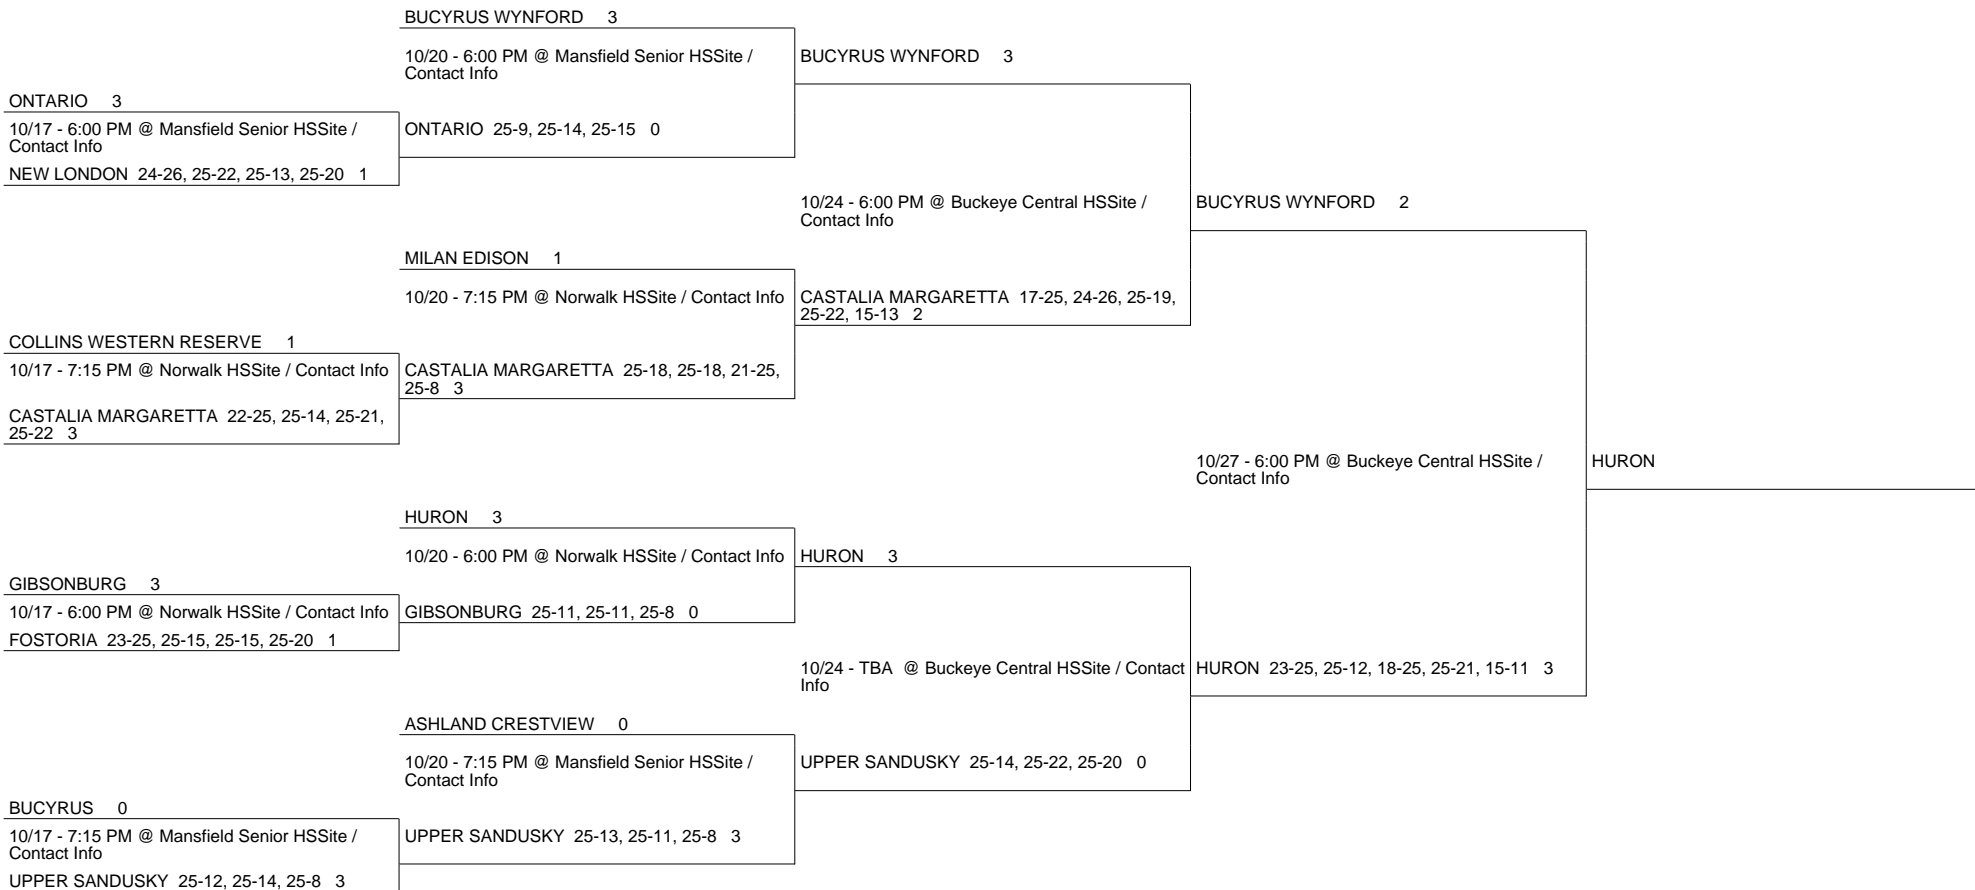 BUCYRUS WYNFORD 3
10/20 - 6:00 PM @ Mansfield Senior HSSite /
Contact Info
BUCYRUS WYNFORD 3
ONTARIO 3
10/17 - 6:00 PM @ Mansfield Senior HSSite /
Contact Info
ONTARIO 25-9, 25-14, 25-15 0
NEW LONDON 24-26, 25-22, 25-13, 25-20 1
10/24 - 6:00 PM @ Buckeye Central HSSite /
Contact Info
BUCYRUS WYNFORD 2
MILAN EDISON 1
10/20 - 7:15 PM @ Norwalk HSSite / Contact Info
CASTALIA MARGARETTA 17-25, 24-26, 25-19,
25-22, 15-13 2
COLLINS WESTERN RESERVE 1
10/17 - 7:15 PM @ Norwalk HSSite / Contact Info
CASTALIA MARGARETTA 25-18, 25-18, 21-25,
25-8 3
CASTALIA MARGARETTA 22-25, 25-14, 25-21,
25-22 3
10/27 - 6:00 PM @ Buckeye Central HSSite /
Contact Info
HURON
HURON 3
10/20 - 6:00 PM @ Norwalk HSSite / Contact Info
HURON 3
GIBSONBURG 3
10/17 - 6:00 PM @ Norwalk HSSite / Contact Info
GIBSONBURG 25-11, 25-11, 25-8 0
FOSTORIA 23-25, 25-15, 25-15, 25-20 1
10/24 - TBA @ Buckeye Central HSSite / Contact
Info
HURON 23-25, 25-12, 18-25, 25-21, 15-11 3
ASHLAND CRESTVIEW 0
10/20 - 7:15 PM @ Mansfield Senior HSSite /
Contact Info
UPPER SANDUSKY 25-14, 25-22, 25-20 0
BUCYRUS 0
10/17 - 7:15 PM @ Mansfield Senior HSSite /
Contact Info
UPPER SANDUSKY 25-13, 25-11, 25-8 3
UPPER SANDUSKY 25-12, 25-14, 25-8 3